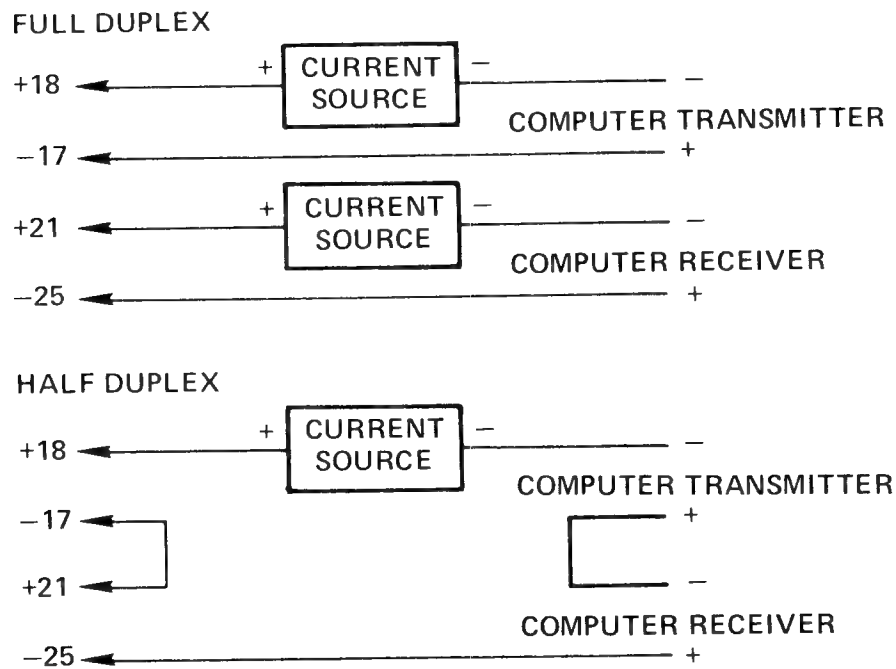 FULL DUPLEX
+18 + CURRENT SOURCE − −
COMPUTER TRANSMITTER
−17 +
+21 + CURRENT SOURCE − −
COMPUTER RECEIVER
−25 +
HALF DUPLEX
+18 + CURRENT SOURCE − −
COMPUTER TRANSMITTER
−17 +
+21 −
COMPUTER RECEIVER
−25 +